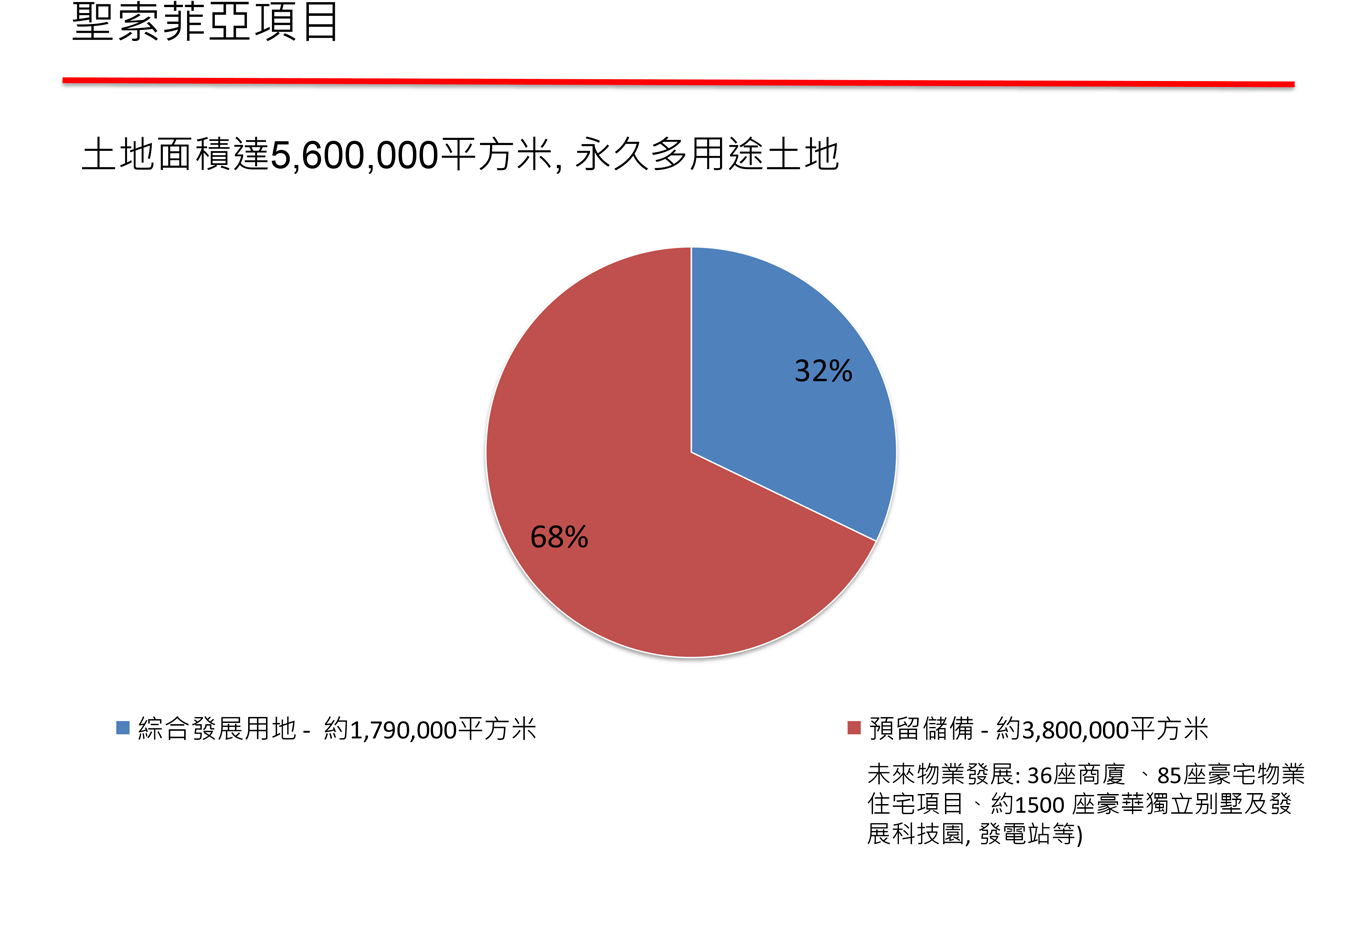 聖索菲亞項目
土地面積達5,600,000平方米, 永久多用途土地
32%
68%
綜合發展用地 - 約1,790,000平方米
預留儲備 - 約3,800,000平方米
未來物業發展: 36座商廈 、85座豪宅物業
住宅項目、約1500 座豪華獨立别墅及發
展科技園, 發電站等)